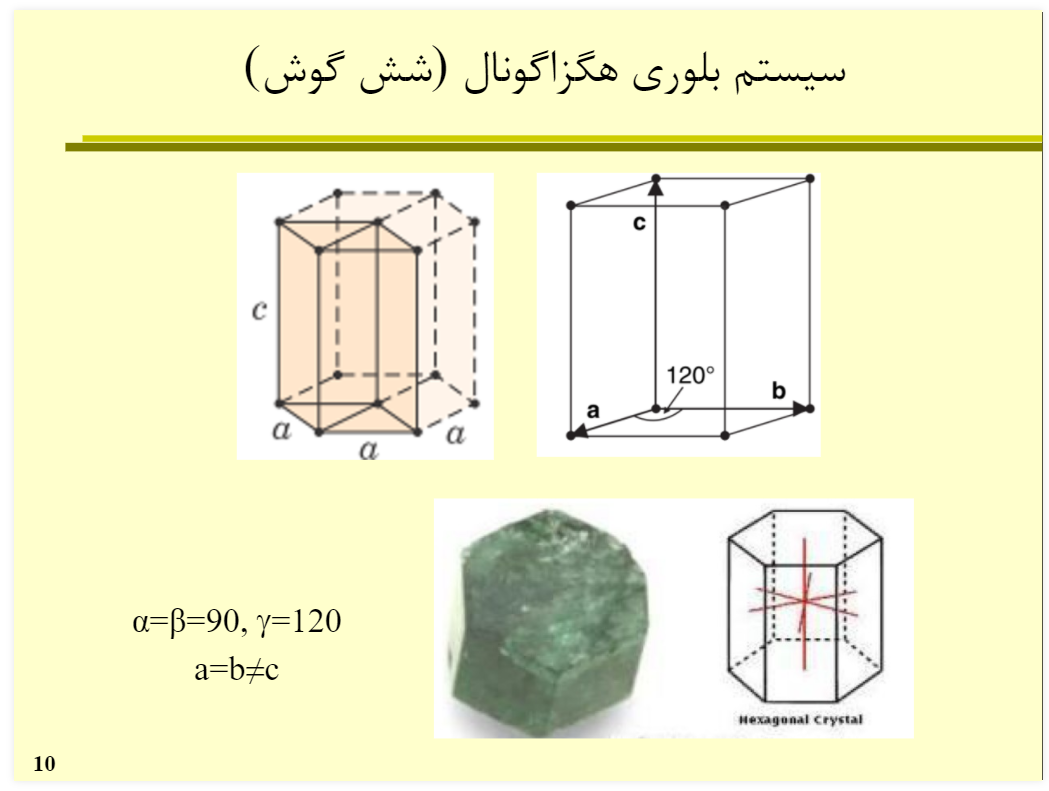 سیستم بلوری هگزاگونال (شش گوش)
c
a
a
a
c
120°
b
a
α=β=90, γ=120
a=b≠c
Hexagonal Crystal
10